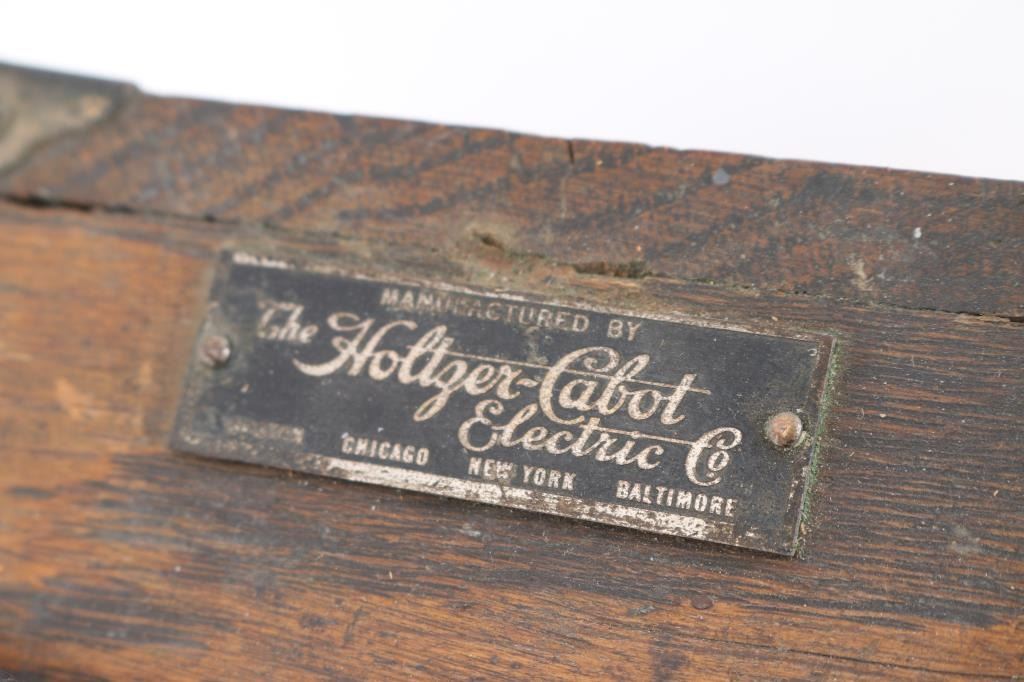 MANUFACTURED BY
The Holtzer-Cabot
Electric Co
CHICAGO NEW YORK BALTIMORE